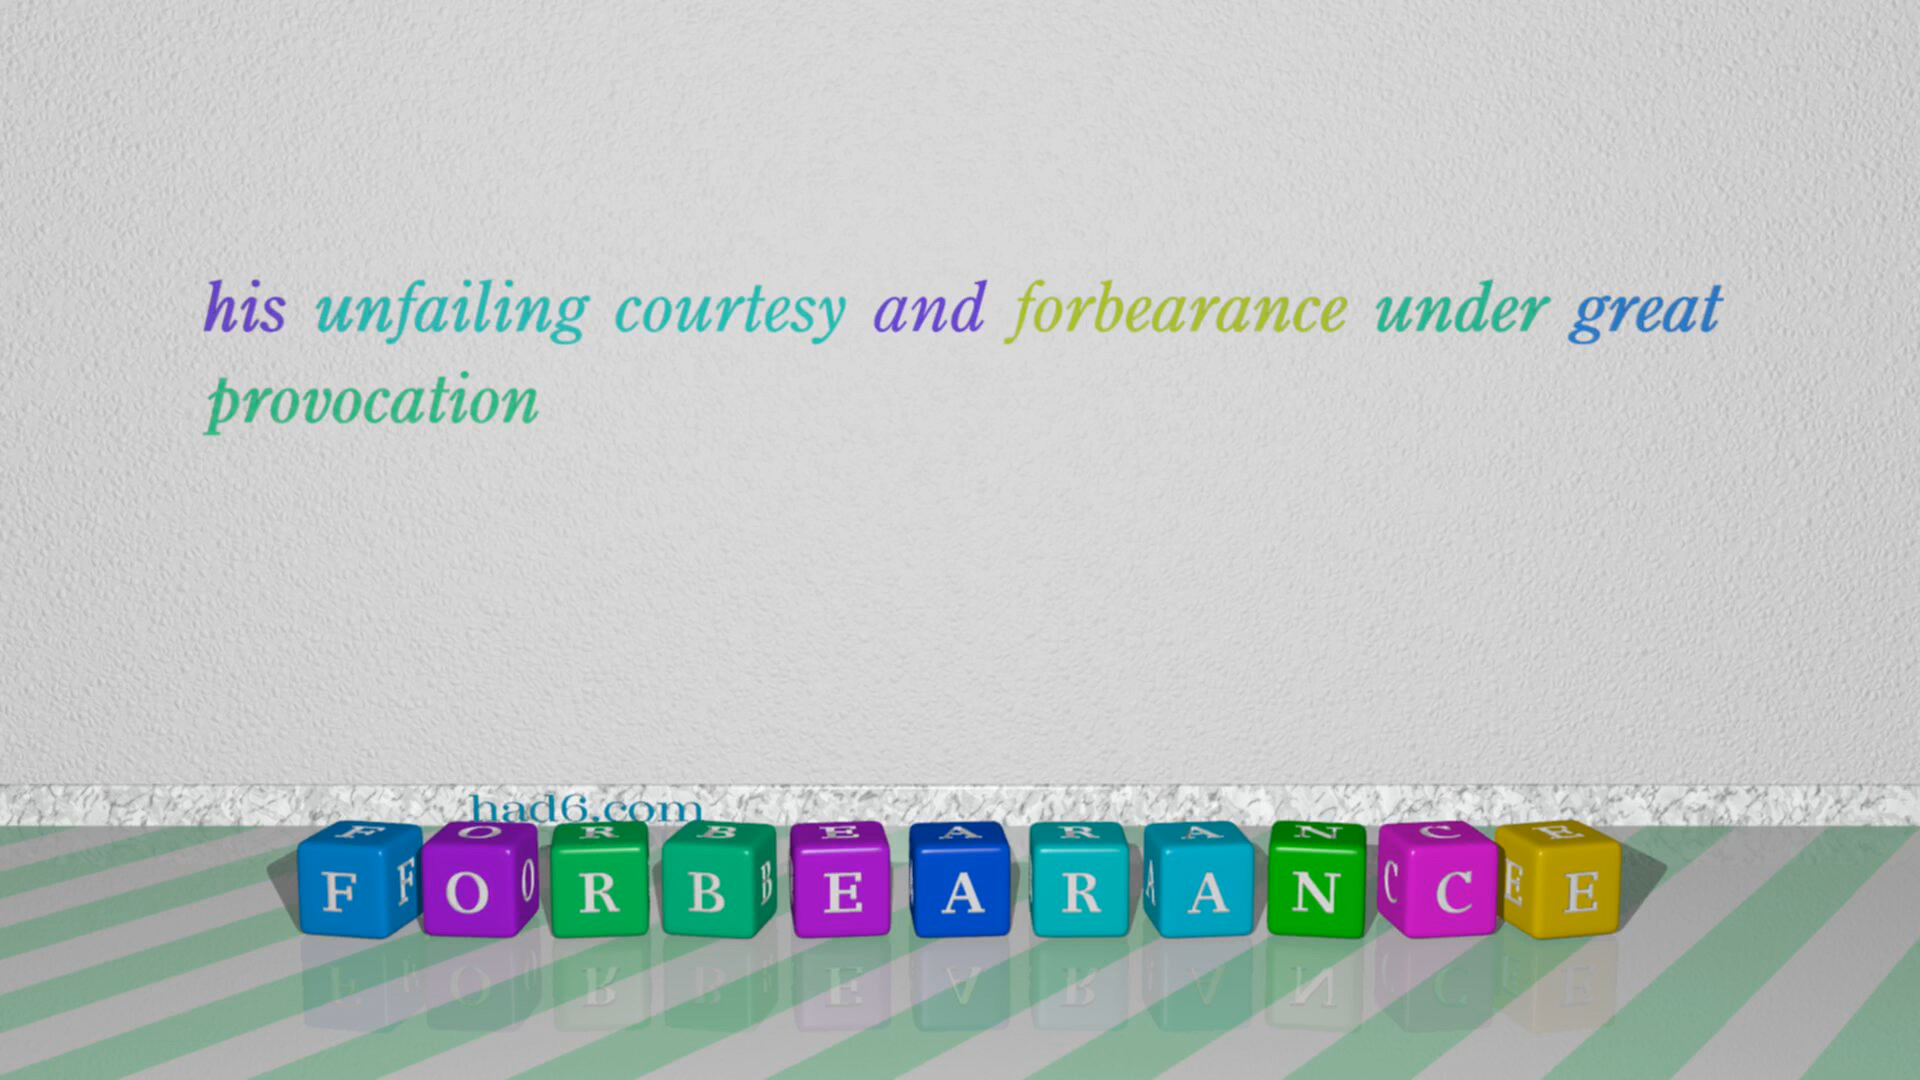 his unfailing courtesy and forbearance under great
provocation
had6.com
FORBEARANCE